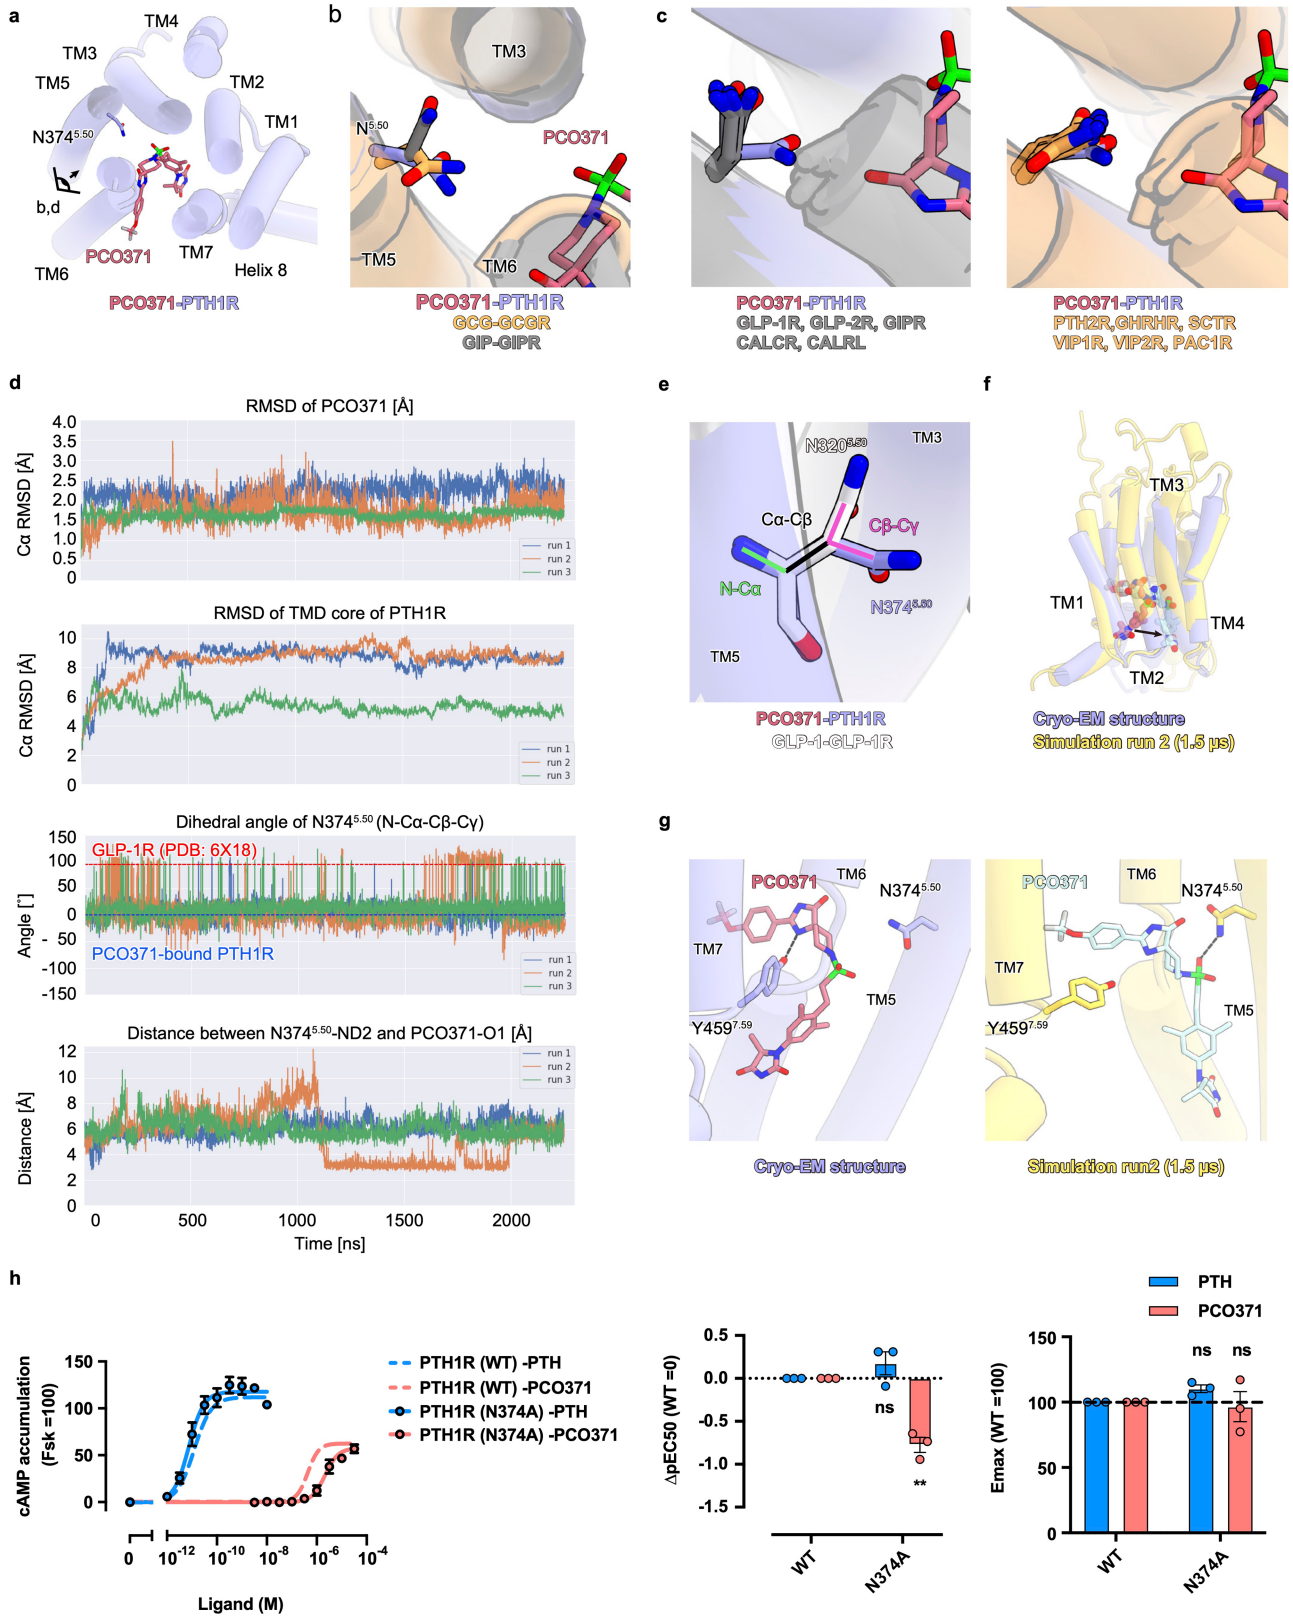 a
TM4
TM3
TM5
TM2
TM1
N374^5.50
b,d
PCO371
TM7
TM6
Helix 8
PCO371-PTH1R
b
TM3
N^5.50
PCO371
TM5
TM6
PCO371-PTH1R
GCG-GCGR
GIP-GIPR
c
PCO371-PTH1R
GLP-1R, GLP-2R, GIPR
CALCR, CALRL
PCO371-PTH1R
PTH2R,GHRHR, SCTR
VIP1R, VIP2R, PAC1R
d
RMSD of PCO371 [Å]
Cα RMSD [Å]
4.0
3.5
3.0
2.5
2.0
1.5
1.0
0.5
0
run 1
run 2
run 3
RMSD of TMD core of PTH1R
Cα RMSD [Å]
10
8
6
4
2
0
run 1
run 2
run 3
Dihedral angle of N374^5.50 (N-Cα-Cβ-Cγ)
Angle [°]
150
100
50
0
- 50
-100
-150
GLP-1R (PDB: 6X18)
PCO371-bound PTH1R
run 1
run 2
run 3
Distance between N374^5.50-ND2 and PCO371-O1 [Å]
Distance [Å]
12
10
8
6
4
2
0
run 1
run 2
run 3
0 500 1000 1500 2000
Time [ns]
e
N320^5.50
TM3
Cα-Cβ
Cβ-Cγ
N-Cα
N374^5.50
TM5
PCO371-PTH1R
GLP-1-GLP-1R
f
TM3
TM1
TM4
TM2
Cryo-EM structure
Simulation run 2 (1.5 µs)
g
PCO371
TM6
N374^5.50
TM7
TM5
Y459^7.59
Cryo-EM structure
PCO371
TM6
N374^5.50
TM7
TM5
Y459^7.59
Simulation run2 (1.5 µs)
h
cAMP accumulation
(Fsk =100)
150
100
50
0
0 10^-12 10^-10 10^-8 10^-6 10^-4
Ligand (M)
PTH1R (WT) -PTH
PTH1R (WT) -PCO371
PTH1R (N374A) -PTH
PTH1R (N374A) -PCO371
ΔpEC50 (WT =0)
0.5
0.0
-0.5
-1.0
-1.5
ns
**
WT
N374A
PTH
PCO371
Emax (WT =100)
150
100
50
0
ns ns
WT
N374A